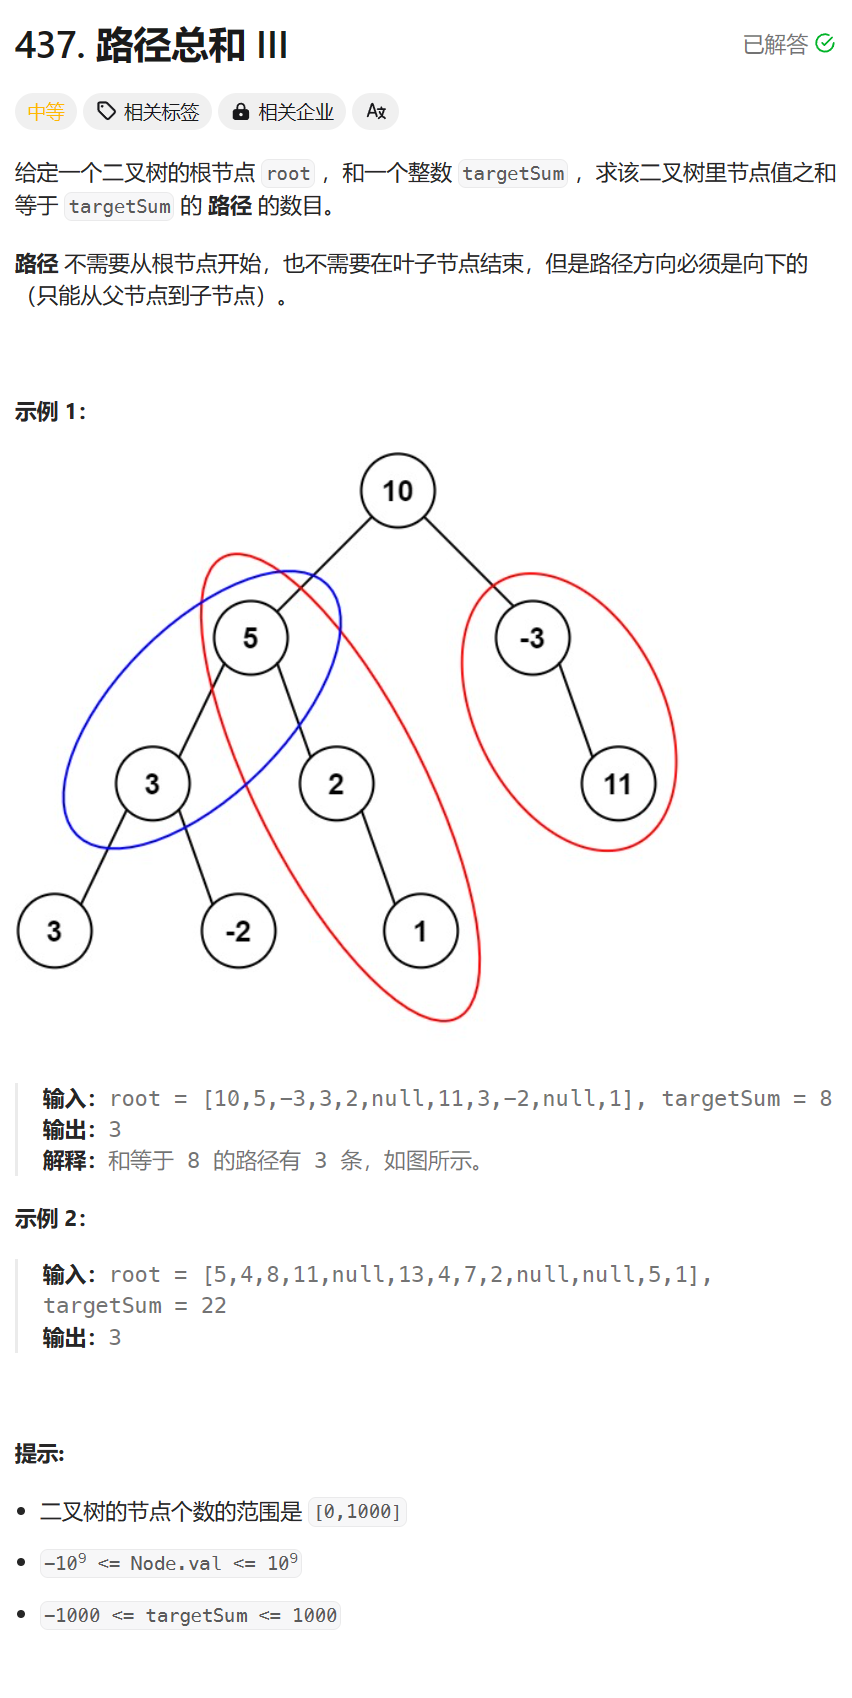 437. 路径总和 III
已解答
中等
相关标签
相关企业
给定一个二叉树的根节点 root ，和一个整数 targetSum ，求该二叉树里节点值之和
等于 targetSum 的 路径 的数目。
路径 不需要从根节点开始，也不需要在叶子节点结束，但是路径方向必须是向下的
（只能从父节点到子节点）。
示例 1：
10
5
-3
3
2
11
3
-2
1
输入：root = [10,5,-3,3,2,null,11,3,-2,null,1], targetSum = 8
输出：3
解释：和等于 8 的路径有 3 条，如图所示。
示例 2：
输入：root = [5,4,8,11,null,13,4,7,2,null,null,5,1],
targetSum = 22
输出：3
提示:
二叉树的节点个数的范围是 [0,1000]
-10⁹ <= Node.val <= 10⁹
-1000 <= targetSum <= 1000